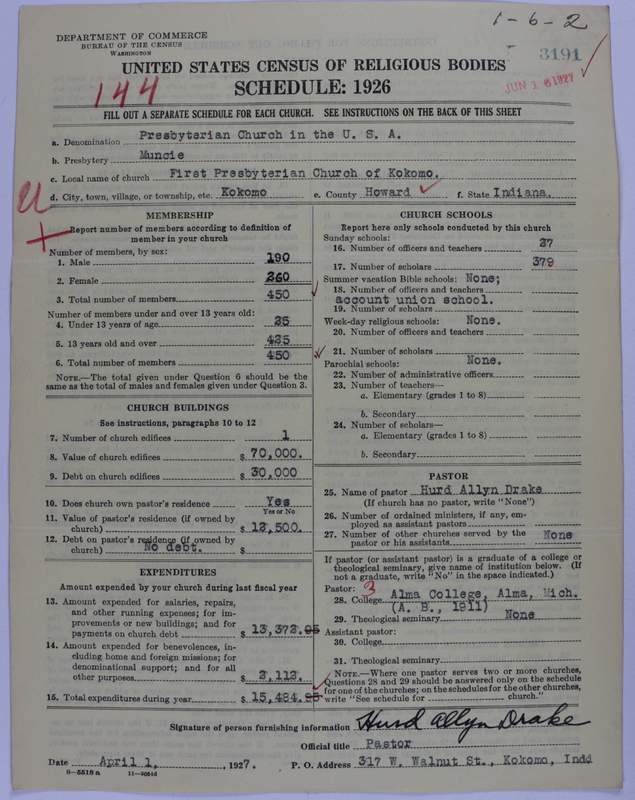 1-6-2
DEPARTMENT OF COMMERCE
BUREAU OF THE CENSUS
WASHINGTON
3191
JUN 16 1927
UNITED STATES CENSUS OF RELIGIOUS BODIES
144
SCHEDULE: 1926
FILL OUT A SEPARATE SCHEDULE FOR EACH CHURCH. SEE INSTRUCTIONS ON THE BACK OF THIS SHEET
a. Denomination Presbyterian Church in the U. S. A.
b. Presbytery Muncie
c. Local name of church First Presbyterian Church of Kokomo.
d. City, town, village, or township, etc. Kokomo e. County Howard f. State Indiana.
MEMBERSHIP
Report number of members according to definition of
member in your church
Number of members, by sex:
1. Male 190
2. Female 260
3. Total number of members 450
Number of members under and over 13 years old:
4. Under 13 years of age 25
5. 13 years old and over 425
6. Total number of members 450
NOTE.—The total given under Question 6 should be the
same as the total of males and females given under Question 3.
CHURCH BUILDINGS
See instructions, paragraphs 10 to 12
7. Number of church edifices 1
8. Value of church edifices $ 70,000.
9. Debt on church edifices $ 30,000
10. Does church own pastor's residence? Yes
Yes or No
11. Value of pastor's residence (if owned by
church) $ 12,500.
12. Debt on pastor's residence (if owned by
church) No debt. $
EXPENDITURES
Amount expended by your church during last fiscal year
13. Amount expended for salaries, repairs,
and other running expenses; for im-
provements or new buildings; and for
payments on church debt $ 13,372.95
14. Amount expended for benevolences, in-
cluding home and foreign missions; for
denominational support; and for all
other purposes $ 2,112.
15. Total expenditures during year $ 15,484.95
CHURCH SCHOOLS
Report here only schools conducted by this church
Sunday schools:
16. Number of officers and teachers 27
17. Number of scholars 379
Summer vacation Bible schools: None;
18. Number of officers and teachers
account union school.
19. Number of scholars
Week-day religious schools: None.
20. Number of officers and teachers
21. Number of scholars
Parochial schools: None.
22. Number of administrative officers
23. Number of teachers—
a. Elementary (grades 1 to 8)
b. Secondary
24. Number of scholars—
a. Elementary (grades 1 to 8)
b. Secondary
PASTOR
25. Name of pastor Hurd Allyn Drake
(If church has no pastor, write "None")
26. Number of ordained ministers, if any, em-
ployed as assistant pastors
27. Number of other churches served by the
pastor or his assistants None
If pastor (or assistant pastor) is a graduate of a college or
theological seminary, give name of institution below. (If
not a graduate, write "No" in the space indicated.)
Pastor: 3
28. College Alma College, Alma, Mich.
(A. B., 1911)
29. Theological seminary None
Assistant pastor:
30. College
31. Theological seminary
NOTE.—Where one pastor serves two or more churches,
Questions 28 and 29 should be answered only on the schedule
for one of the churches; on the schedules for the other churches,
write "See schedule for church."
Signature of person furnishing information Hurd Allyn Drake
Official title Pastor
Date April 1, 1927. P. O. Address 317 W. Walnut St., Kokomo, Indd
8-5518 a